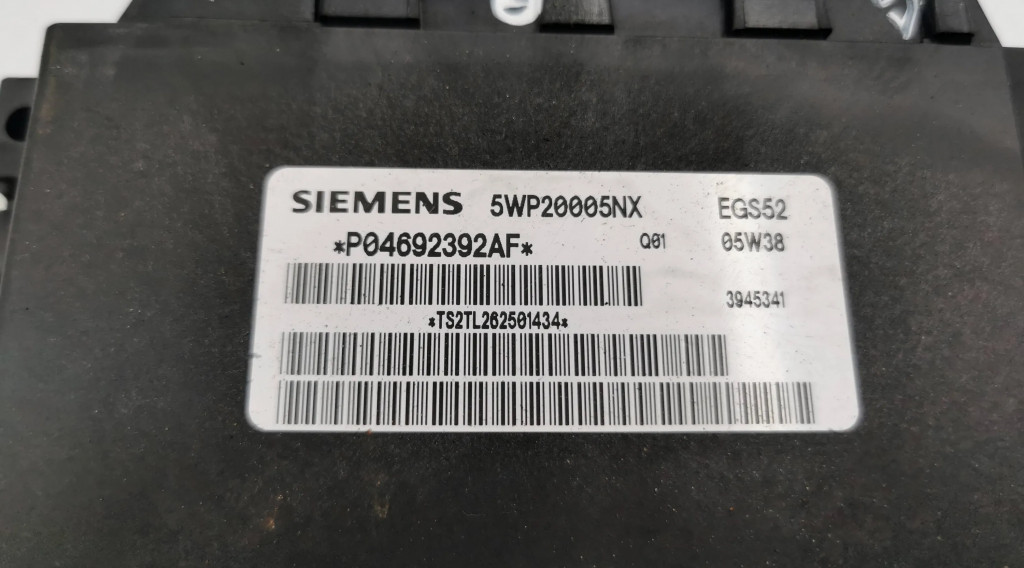 SIEMENS 5WP20005NX EGS52
*P04692392AF* Q01 05W38
3945341
*TS2TL262501434*